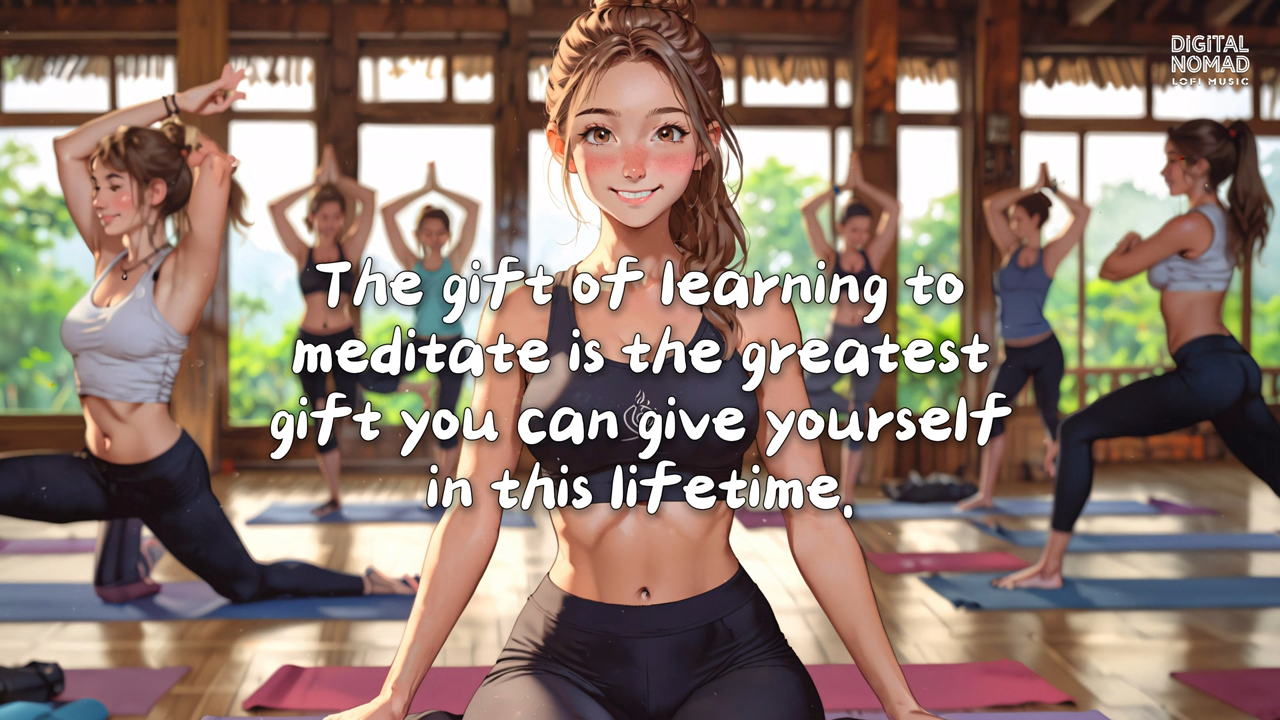 DIGITAL
NOMAD
LOFI MUSIC
The gift of learning to
meditate is the greatest
gift you can give yourself
in this lifetime.